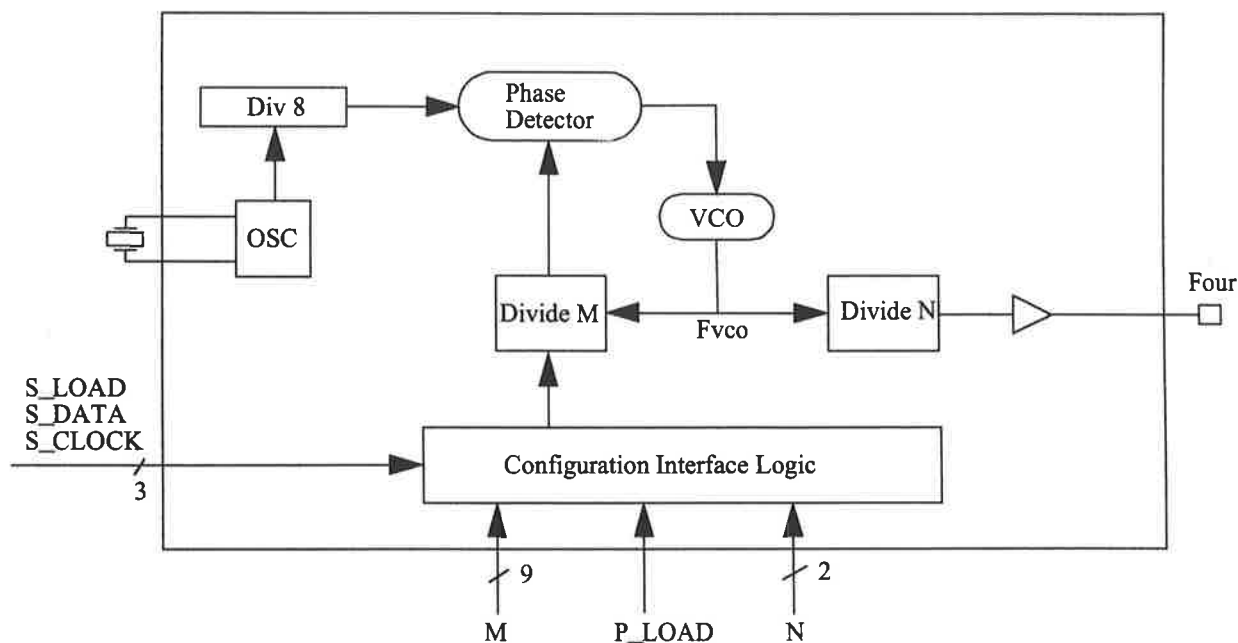 Div 8
Phase
Detector
VCO
OSC
Divide M
Fvco
Divide N
Four
S_LOAD
S_DATA
S_CLOCK
3
Configuration Interface Logic
9
2
M
P_LOAD
N